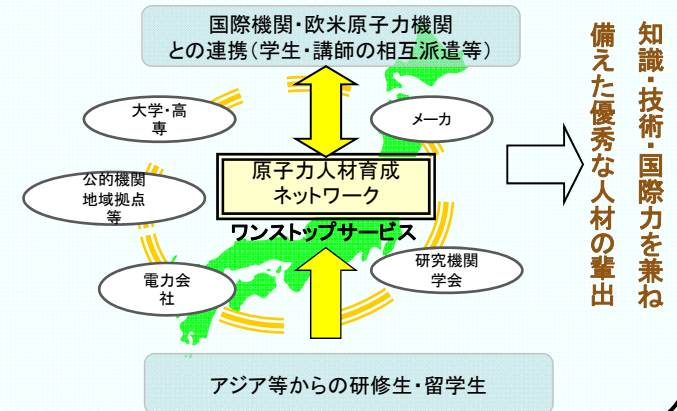 国際機関・欧米原子力機関
との連携(学生・講師の相互派遣等)
大学・高
専
メーカ
公的機関
地域拠点
等
原子力人材育成
ネットワーク
ワンストップサービス
電力会
社
研究機関
学会
アジア等からの研修生・留学生
知識・技術・国際力を兼ね
備えた優秀な人材の輩出